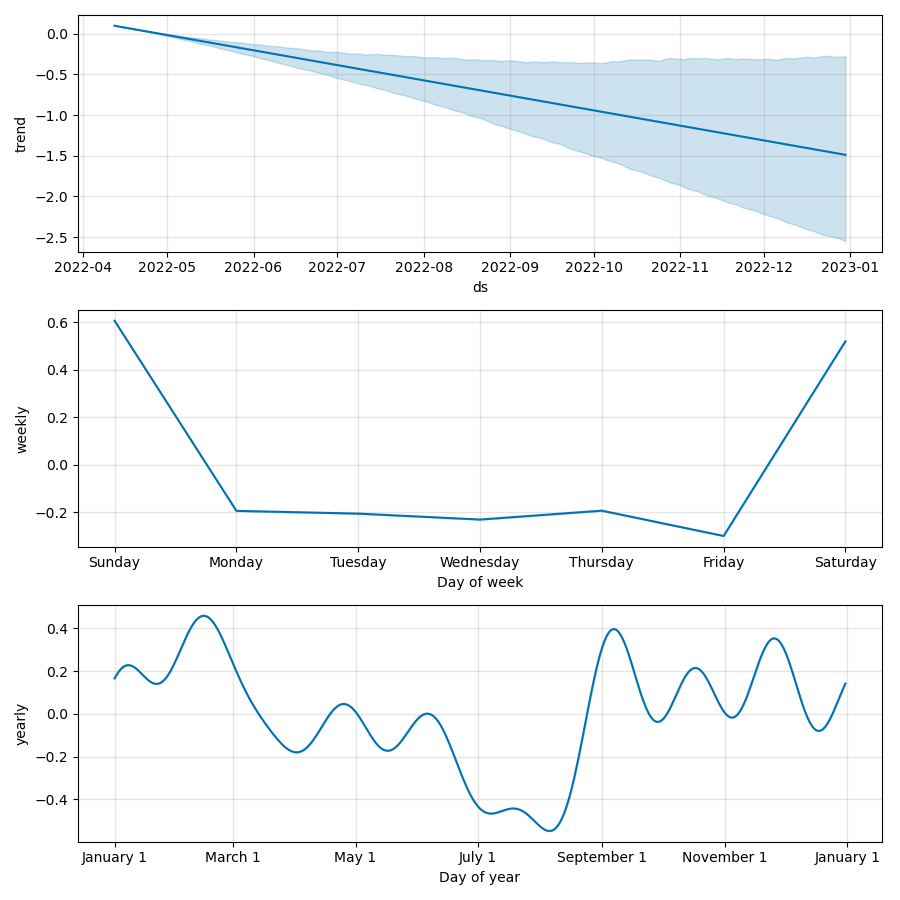 trend
0.0
−0.5
−1.0
−1.5
−2.0
−2.5
2022-04 2022-05 2022-06 2022-07 2022-08 2022-09 2022-10 2022-11 2022-12 2023-01
ds
weekly
0.6
0.4
0.2
0.0
−0.2
Sunday Monday Tuesday Wednesday Thursday Friday Saturday
Day of week
yearly
0.4
0.2
0.0
−0.2
−0.4
January 1 March 1 May 1 July 1 September 1 November 1 January 1
Day of year